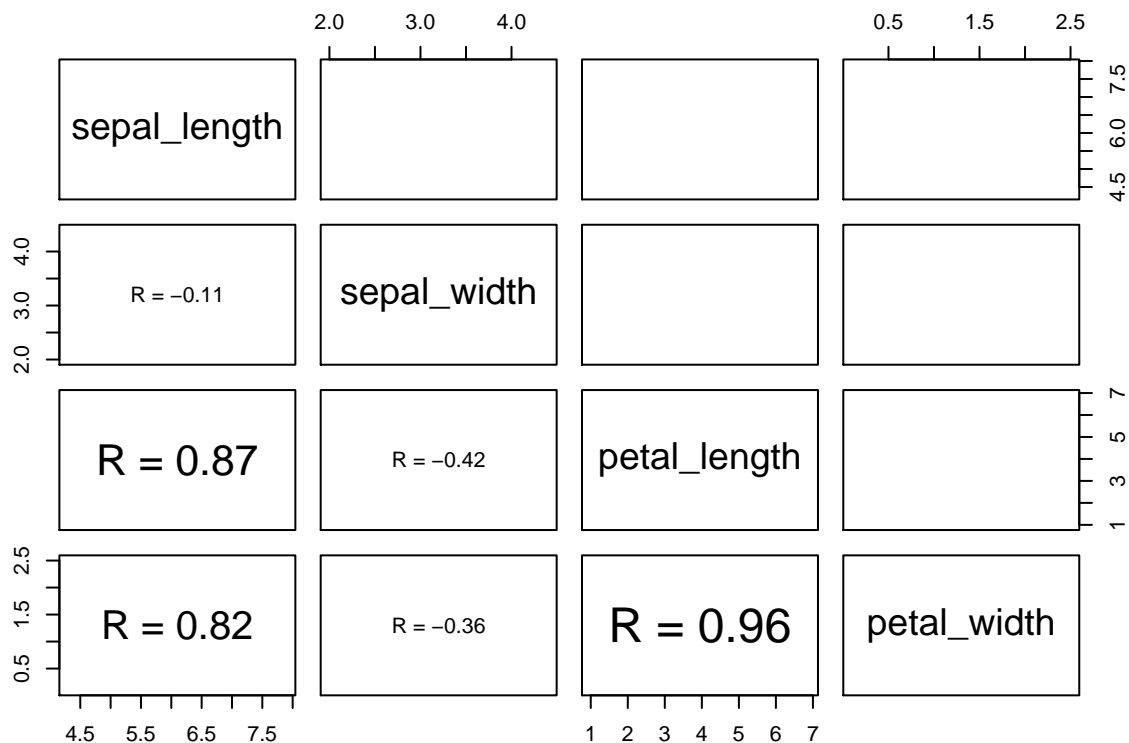 2.0 3.0 4.0 0.5 1.5 2.5
sepal_length 4.5 6.0 7.5
2.0 3.0 4.0 R = −0.11 sepal_width
R = 0.87 R = −0.42 petal_length 1 3 5 7
0.5 1.5 2.5 R = 0.82 R = −0.36 R = 0.96 petal_width
4.5 5.5 6.5 7.5 1 2 3 4 5 6 7